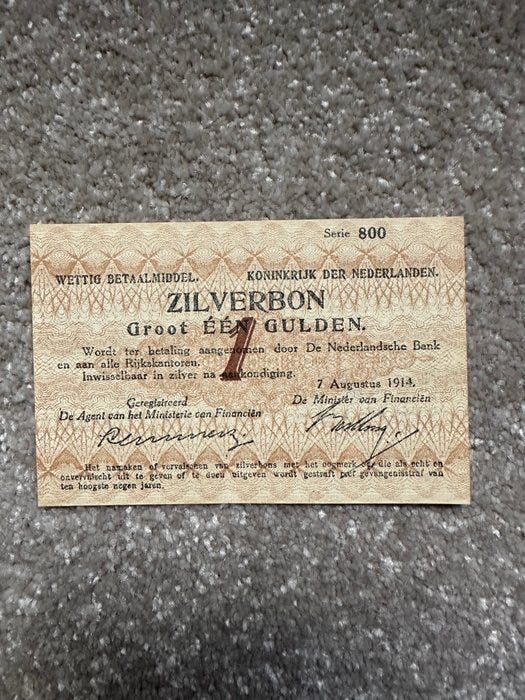 Serie 800
WETTIG BETAALMIDDEL. KONINKRIJK DER NEDERLANDEN.
ZILVERBON
Groot ÉÉN GULDEN.
1
Wordt ter betaling aangenomen door De Nederlandsche Bank
en aan alle Rijkskantoren.
Inwisselbaar in zilver na aankondiging.
7 Augustus 1914.
Geregistreerd De Minister van Financiën
De Agent van het Ministerie van Financiën
Het namaken of vervalschen van zilverbons met het oogmerk om die als echt en
onvervalscht uit te geven of te doen uitgeven wordt gestraft met gevangenisstraf van
ten hoogste negen jaren.